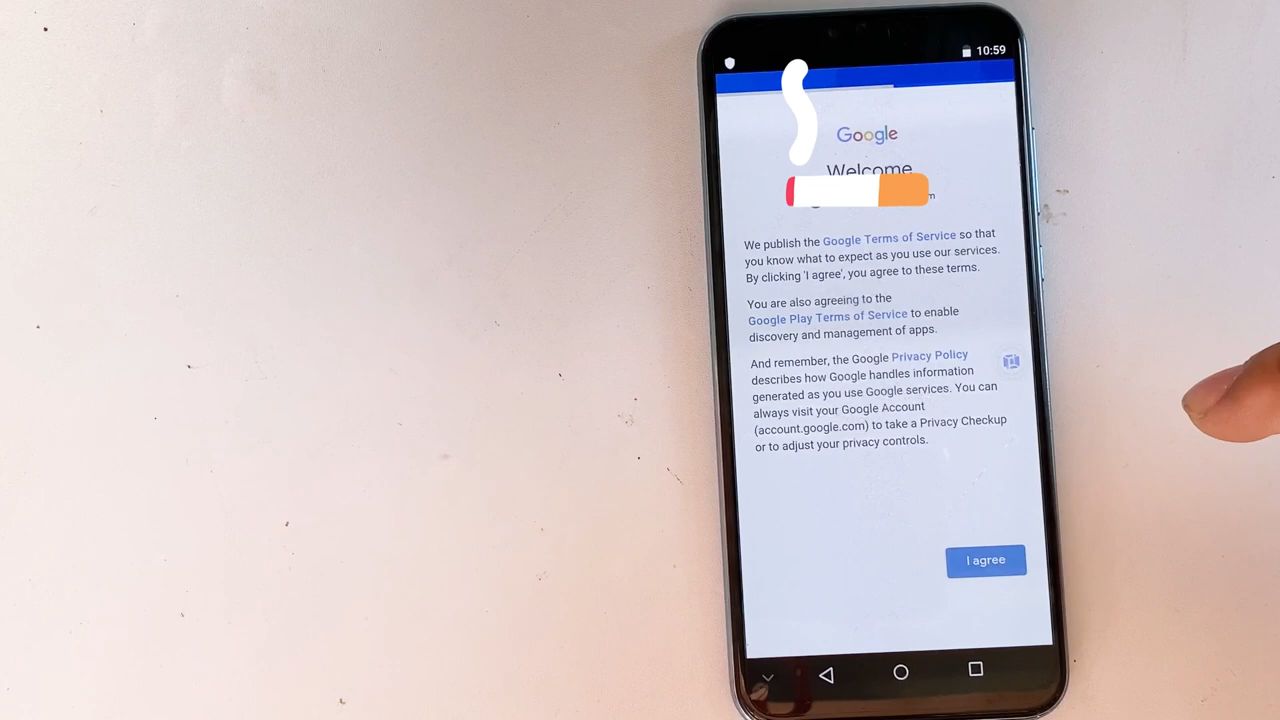 10:59
Google
Welcome
m
We publish the Google Terms of Service so that
you know what to expect as you use our services.
By clicking 'I agree', you agree to these terms.
You are also agreeing to the
Google Play Terms of Service to enable
discovery and management of apps.
And remember, the Google Privacy Policy
describes how Google handles information
generated as you use Google services. You can
always visit your Google Account
(account.google.com) to take a Privacy Checkup
or to adjust your privacy controls.
I agree